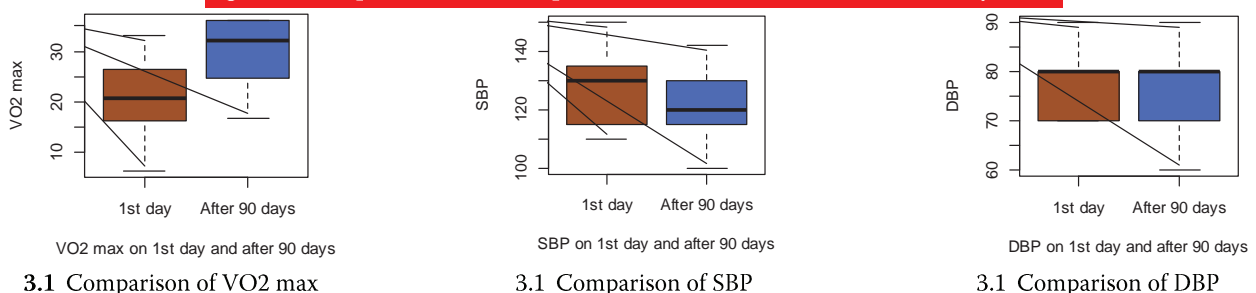 VO2 max
10
20
30
1st day After 90 days
VO2 max on 1st day and after 90 days
3.1 Comparison of VO2 max
SBP
100
120
140
1st day After 90 days
SBP on 1st day and after 90 days
3.1 Comparison of SBP
DBP
60
70
80
90
1st day After 90 days
DBP on 1st day and after 90 days
3.1 Comparison of DBP